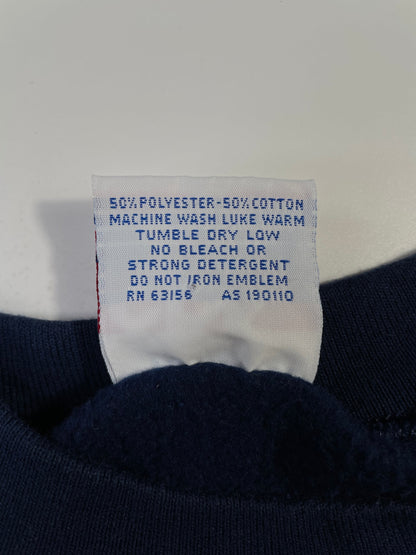 50% POLYESTER-50% COTTON
MACHINE WASH LUKE WARM
TUMBLE DRY LOW
NO BLEACH OR
STRONG DETERGENT
DO NOT IRON EMBLEM
RN 63156 AS 190110